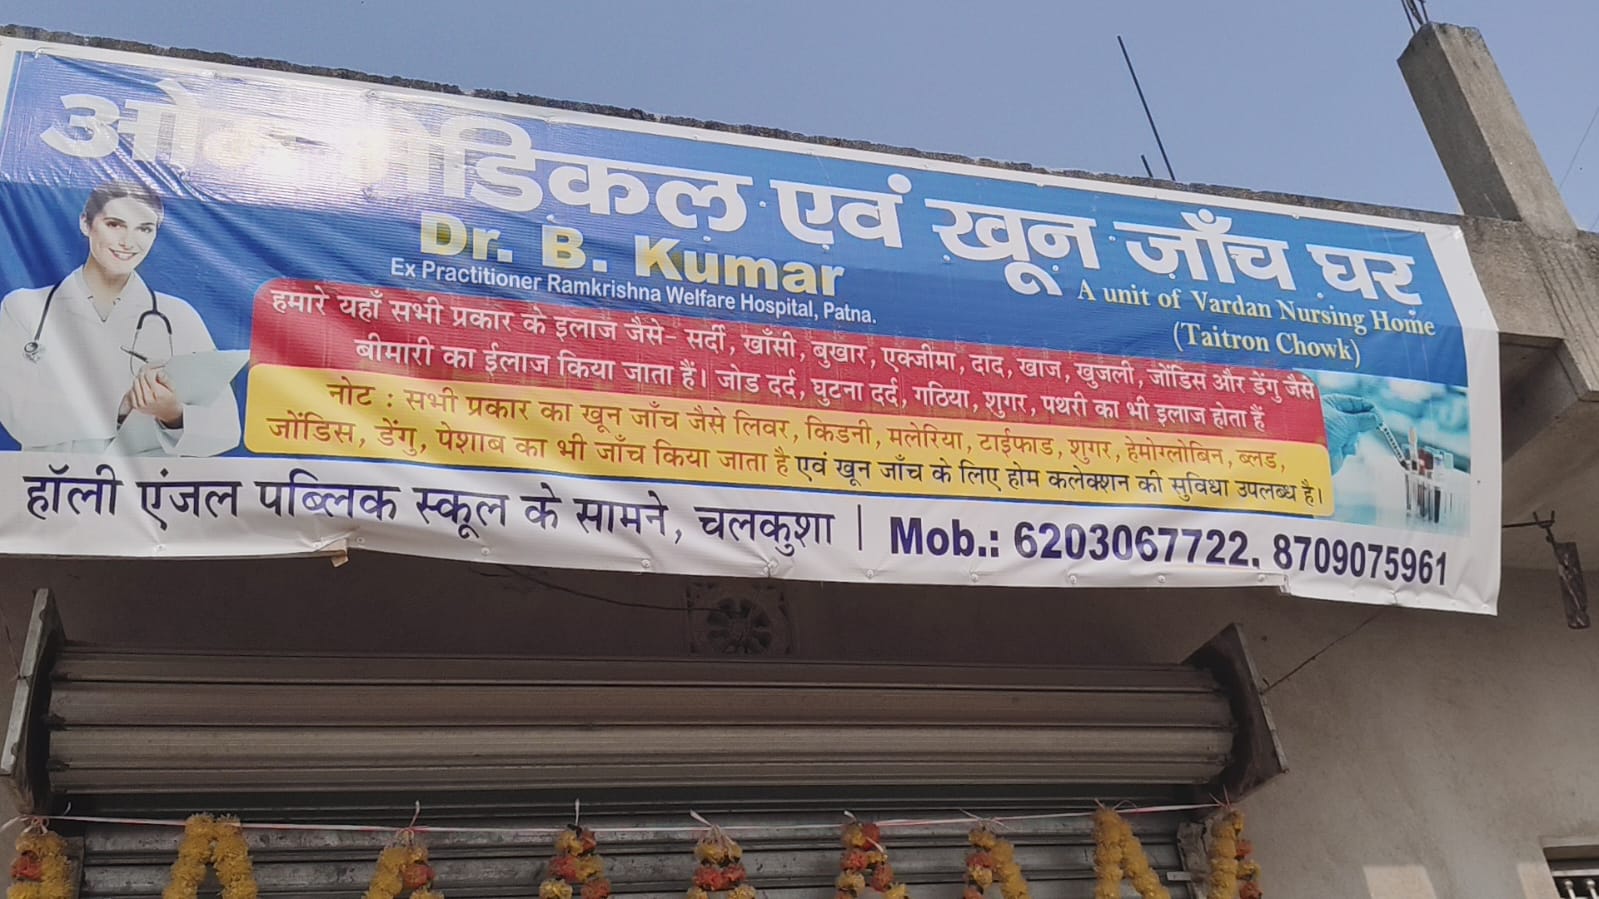 मेडिकल एवं ख़ून जाँच घर
Dr. B. Kumar
Ex Practitioner Ramkrishna Welfare Hospital, Patna.
A unit of Vardan Nursing Home
(Taitron Chowk)
हमारे यहाँ सभी प्रकार के इलाज जैसे- सर्दी, खाँसी, बुखार, एक्जीमा, दाद, खाज, खुजली, जोंडिस और डेंगु जैसे
बीमारी का ईलाज किया जाता हैं। जोड दर्द, घुटना दर्द, गठिया, शुगर, पथरी का भी इलाज होता हैं
नोट : सभी प्रकार का खून जाँच जैसे लिवर, किडनी, मलेरिया, टाईफाड, शुगर, हेमोग्लोबिन, ब्लड,
जोंडिस, डेंगु, पेशाब का भी जाँच किया जाता है एवं खून जाँच के लिए होम कलेक्शन की सुविधा उपलब्ध है।
हॉली एंजल पब्लिक स्कूल के सामने, चलकुशा | Mob.: 6203067722, 8709075961